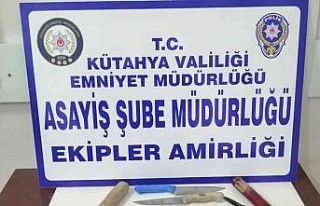 T.C.
KÜTAHYA VALİLİĞİ
EMNİYET MÜDÜRLÜĞÜ
ASAYİŞ ŞUBE MÜDÜRLÜĞÜ
EKİPLER AMİRLİĞİ